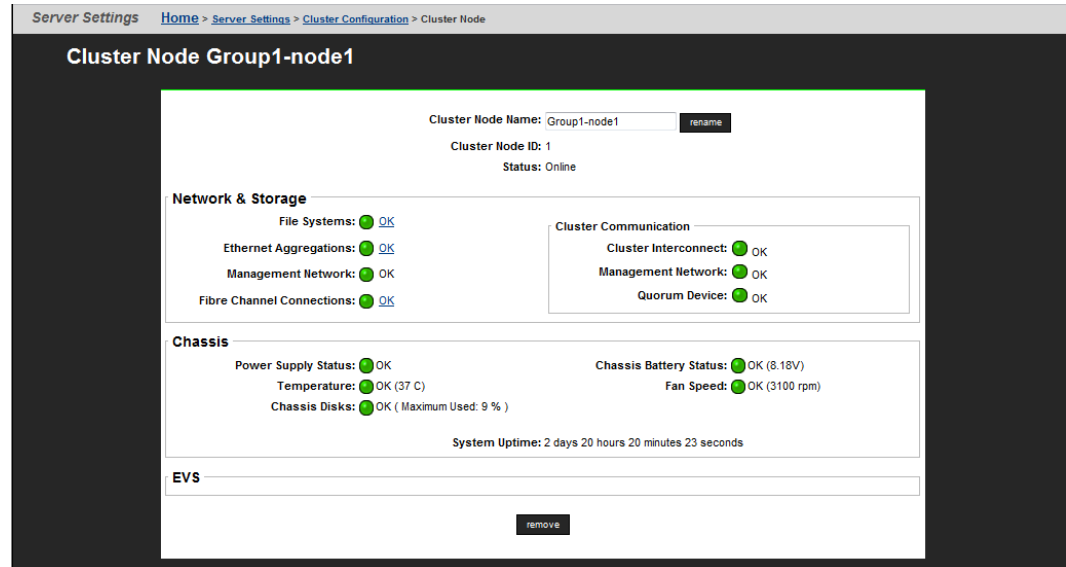 Server Settings Home > Server Settings > Cluster Configuration > Cluster Node
Cluster Node Group1-node1
Cluster Node Name: Group1-node1 rename
Cluster Node ID: 1
Status: Online
Network & Storage
File Systems: OK
Ethernet Aggregations: OK
Management Network: OK
Fibre Channel Connections: OK
Cluster Communication
Cluster Interconnect: OK
Management Network: OK
Quorum Device: OK
Chassis
Power Supply Status: OK
Chassis Battery Status: OK (8.18V)
Temperature: OK (37 C)
Fan Speed: OK (3100 rpm)
Chassis Disks: OK ( Maximum Used: 9 % )
System Uptime: 2 days 20 hours 20 minutes 23 seconds
EVS
remove